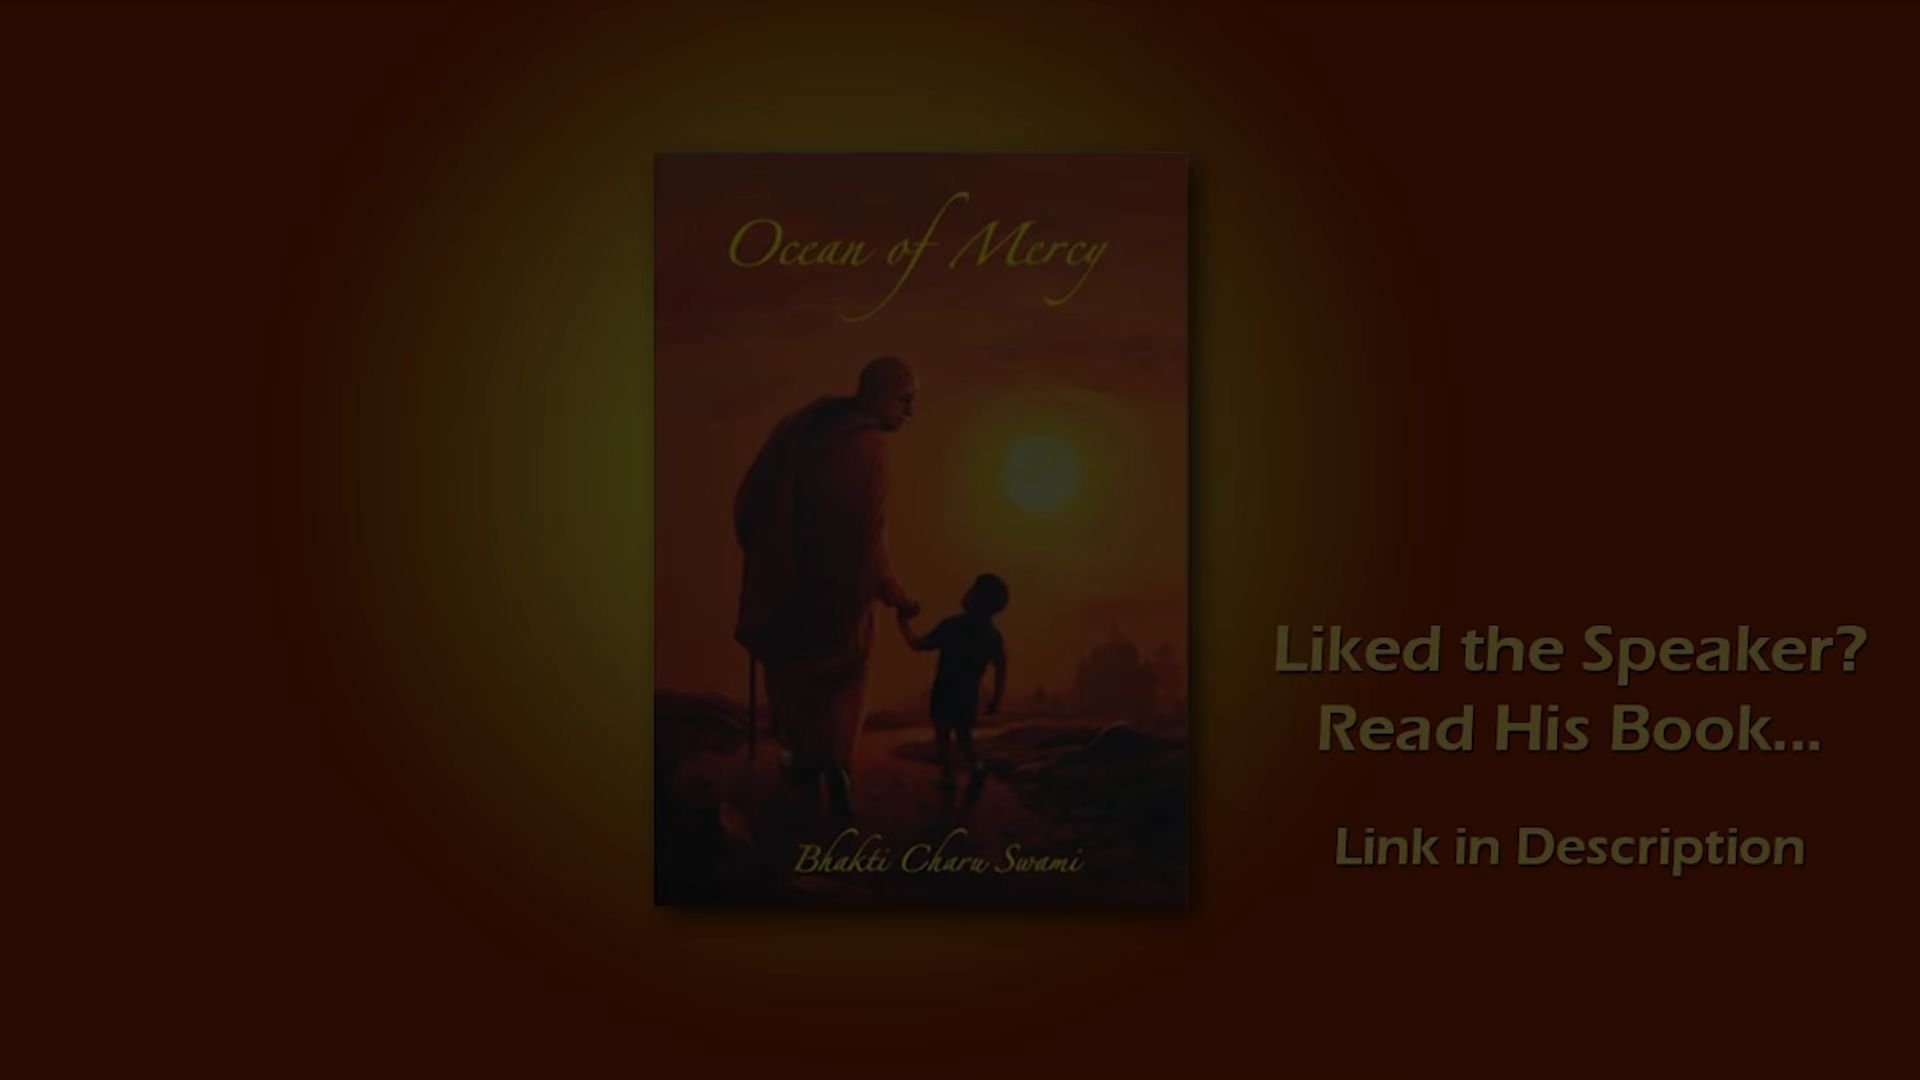 Ocean of Mercy
Bhakti Charu Swami
Liked the Speaker?
Read His Book...
Link in Description